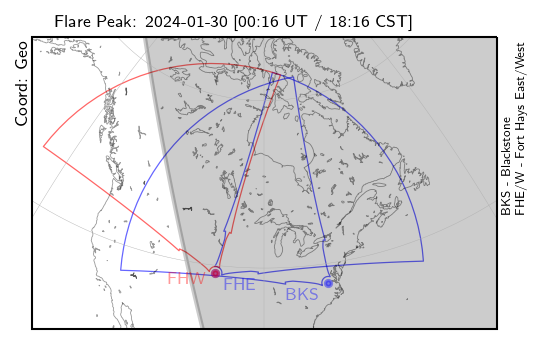 Flare Peak: 2024-01-30 [00:16 UT / 18:16 CST]
Coord: Geo
FHW
FHE
BKS
BKS - Blackstone
FHE/W - Fort Hays East/West